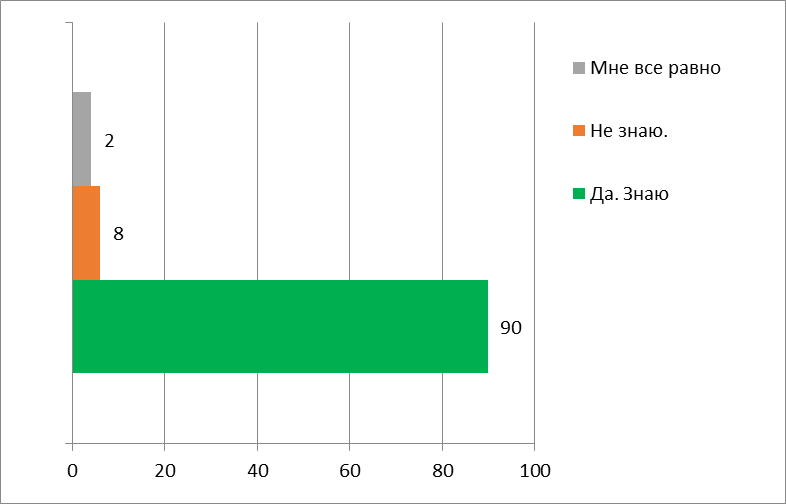 Мне все равно
Не знаю.
Да. Знаю
2
8
90
0 20 40 60 80 100